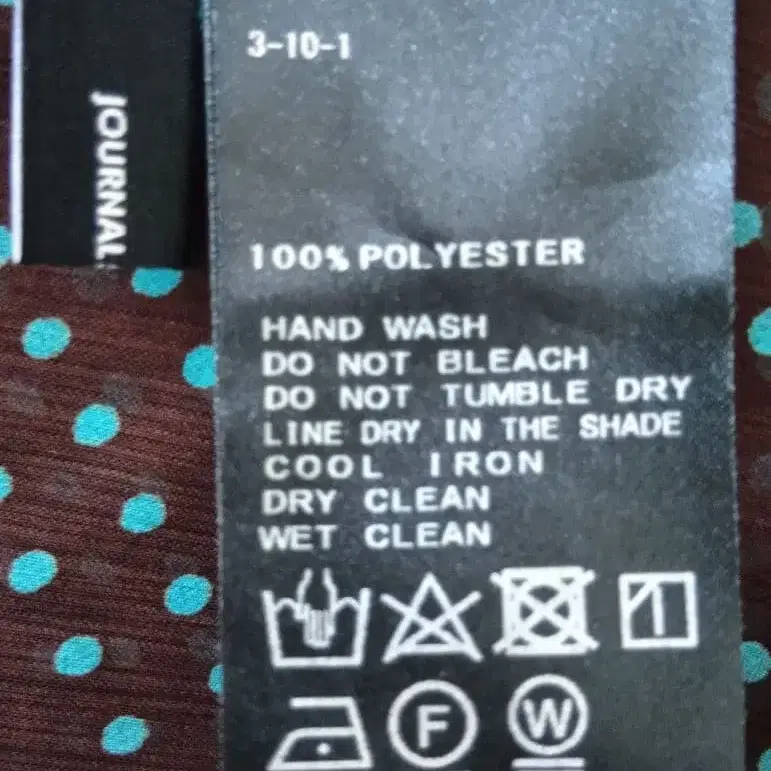 3-10-1
JOURNAL
100% POLYESTER
HAND WASH
DO NOT BLEACH
DO NOT TUMBLE DRY
LINE DRY IN THE SHADE
COOL IRON
DRY CLEAN
WET CLEAN
F
W